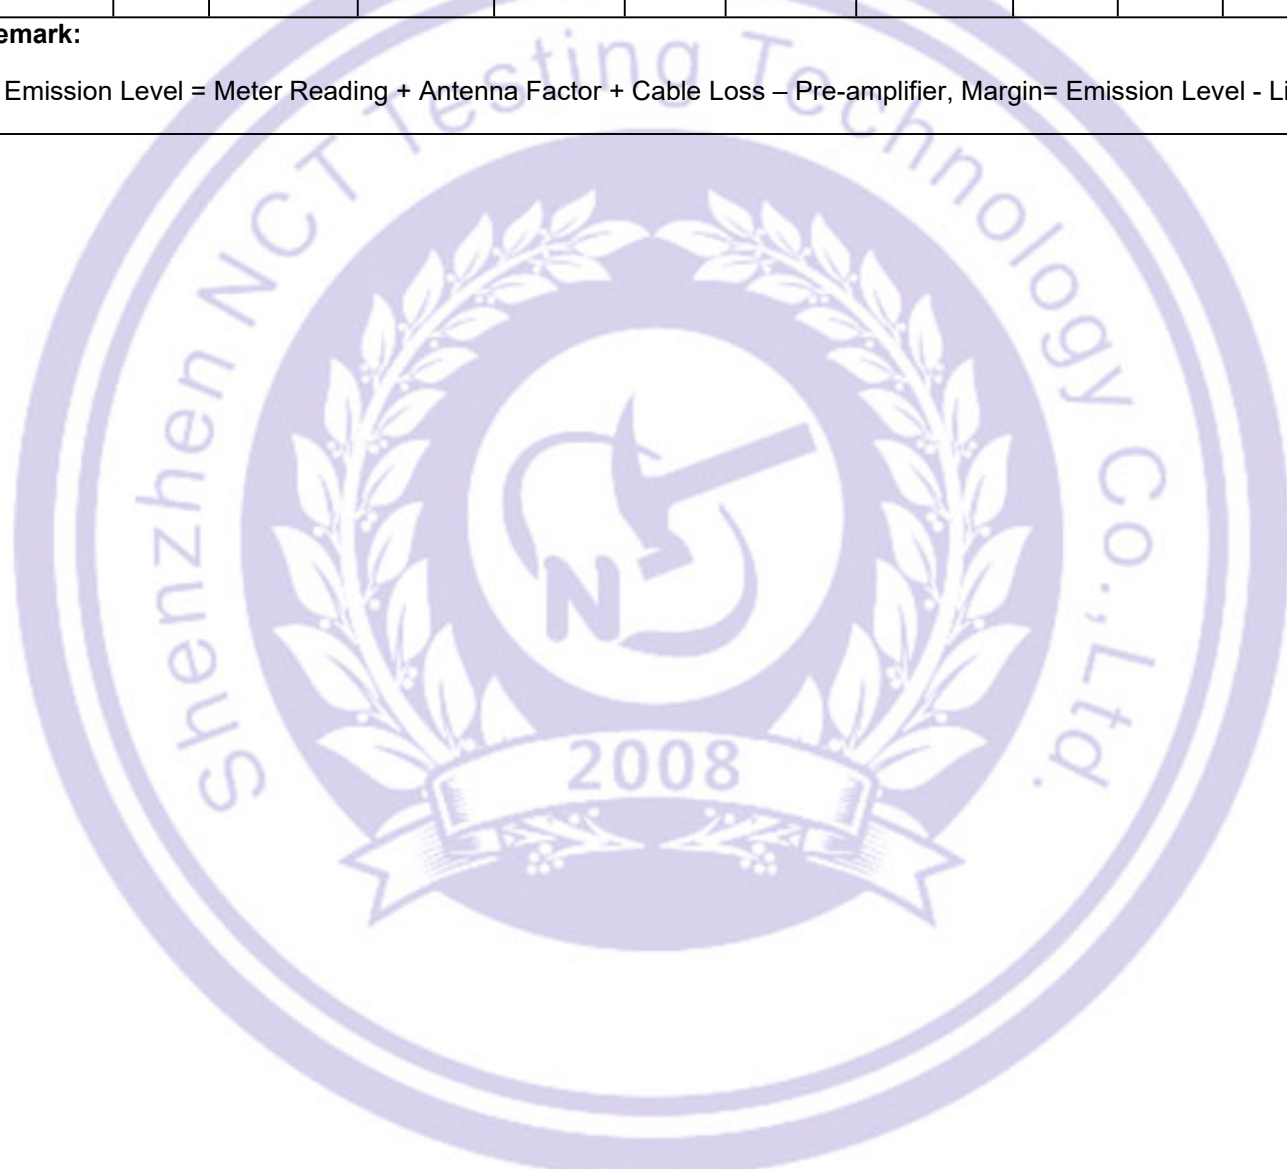 emark:
Emission Level = Meter Reading + Antenna Factor + Cable Loss – Pre-amplifier, Margin= Emission Level - Li
Shenzhen NCT Testing Technology Co.,Ltd.
N
2008